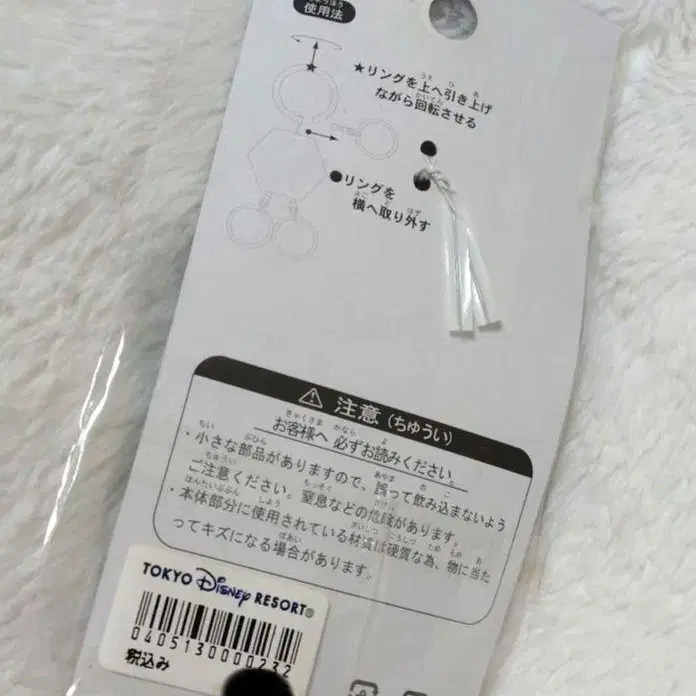 使用法
★リングを上へ引き上げ
ながら回転させる
●リングを
横へ取り外す
⚠ 注意(ちゅうい)
お客様へ 必ずお読みください。
・小さな部品がありますので、誤って飲み込まないよう
ご注意ください。窒息などの危険があります。
・本体部分に使用されている材質は硬質な為、物に当た
ってキズになる場合があります。
TOKYO DISNEY RESORT®
0405130000232
税込み